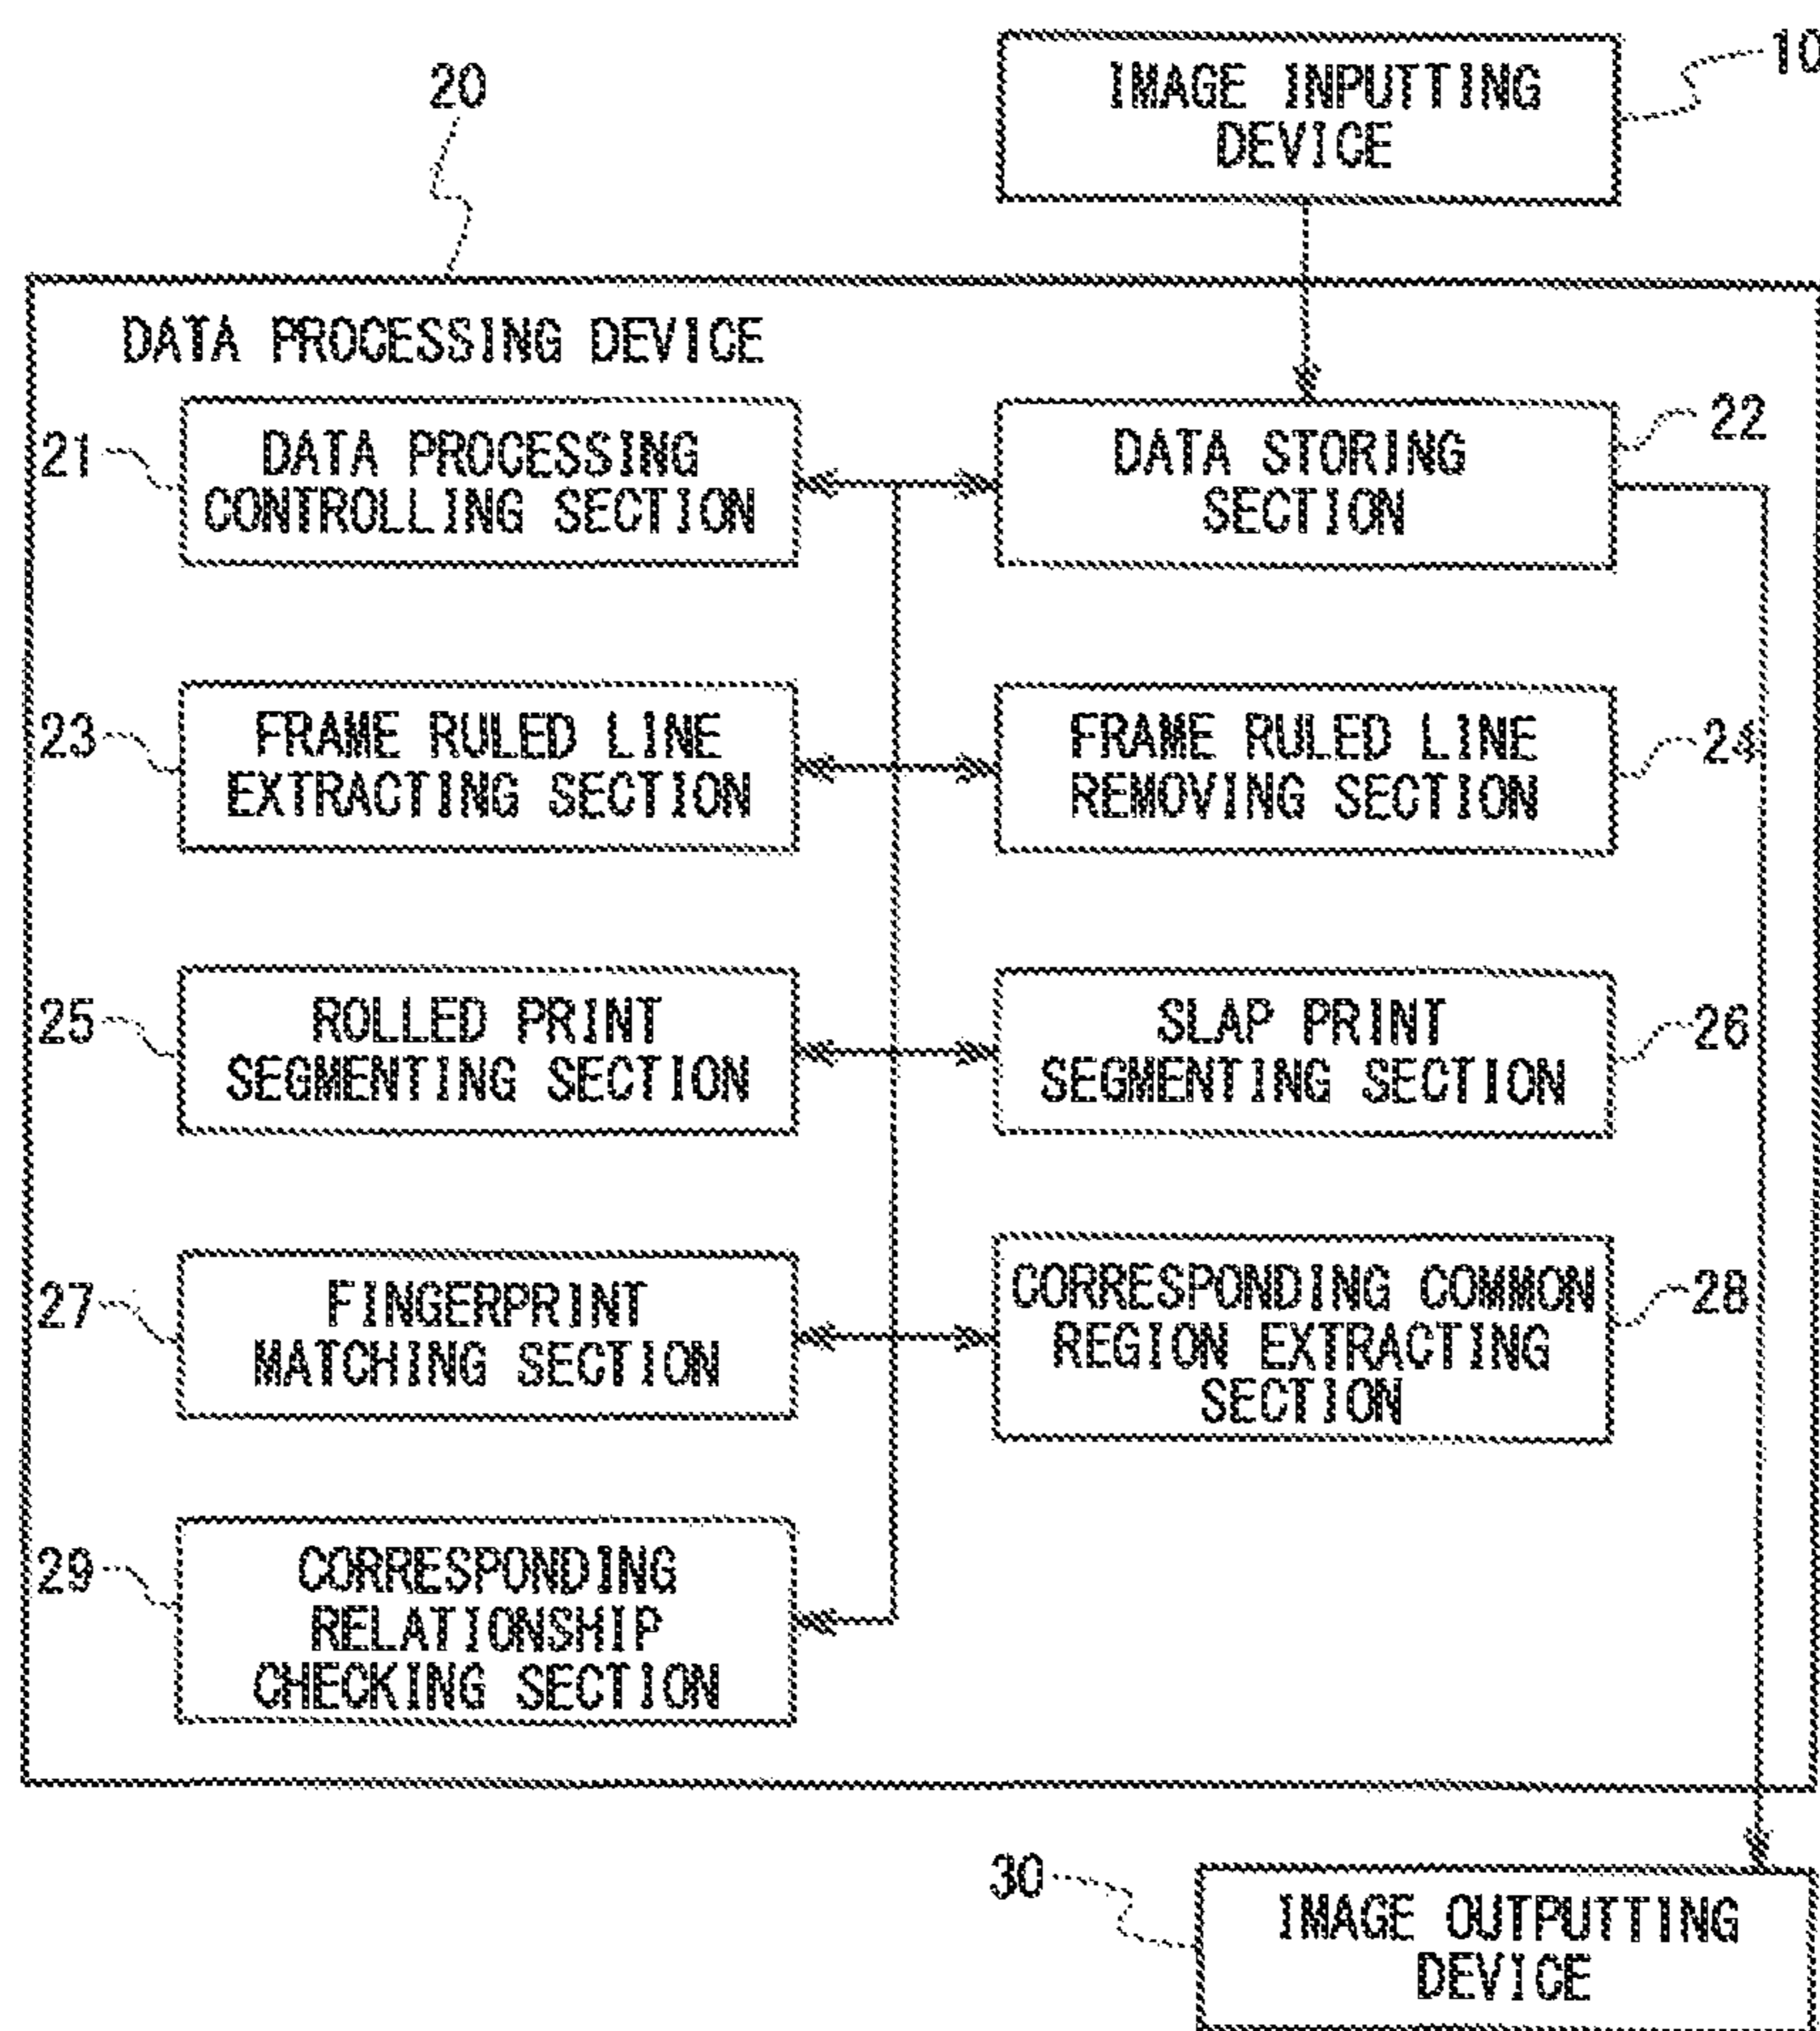 10
IMAGE INPUTTING
DEVICE
20
DATA PROCESSING DEVICE
21
DATA PROCESSING
CONTROLLING SECTION
22
DATA STORING
SECTION
23
FRAME RULED LINE
EXTRACTING SECTION
24
FRAME RULED LINE
REMOVING SECTION
25
ROLLED PRINT
SEGMENTING SECTION
26
SLAP PRINT
SEGMENTING SECTION
27
FINGERPRINT
MATCHING SECTION
28
CORRESPONDING COMMON
REGION EXTRACTING
SECTION
29
CORRESPONDING
RELATIONSHIP
CHECKING SECTION
30
IMAGE OUTPUTTING
DEVICE